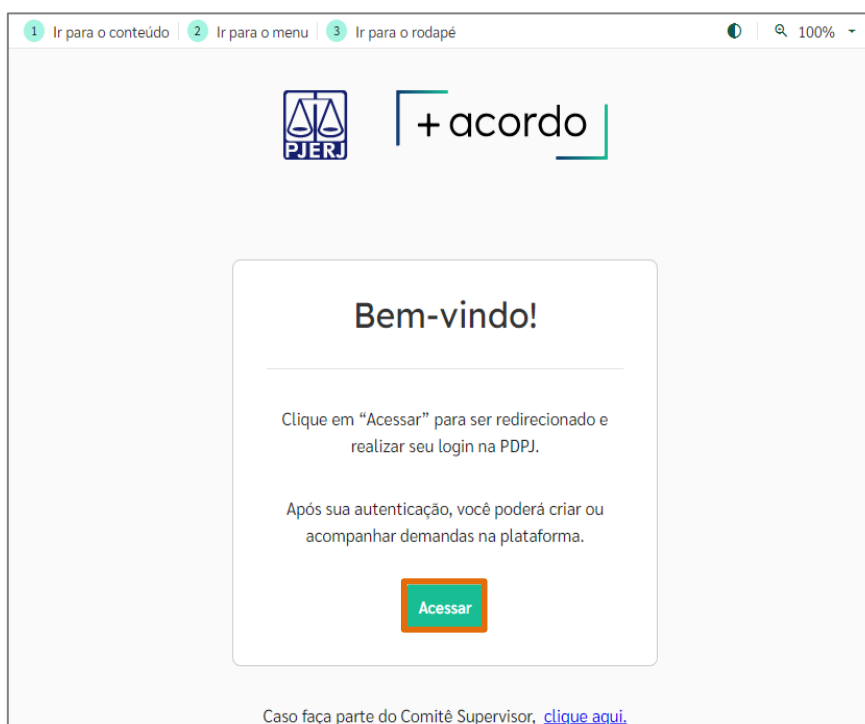 1 Ir para o conteúdo 2 Ir para o menu 3 Ir para o rodapé 100%
PJERJ + acordo
Bem-vindo!
Clique em “Acessar” para ser redirecionado e
realizar seu login na PDPJ.
Após sua autenticação, você poderá criar ou
acompanhar demandas na plataforma.
Acessar
Caso faça parte do Comitê Supervisor, clique aqui.